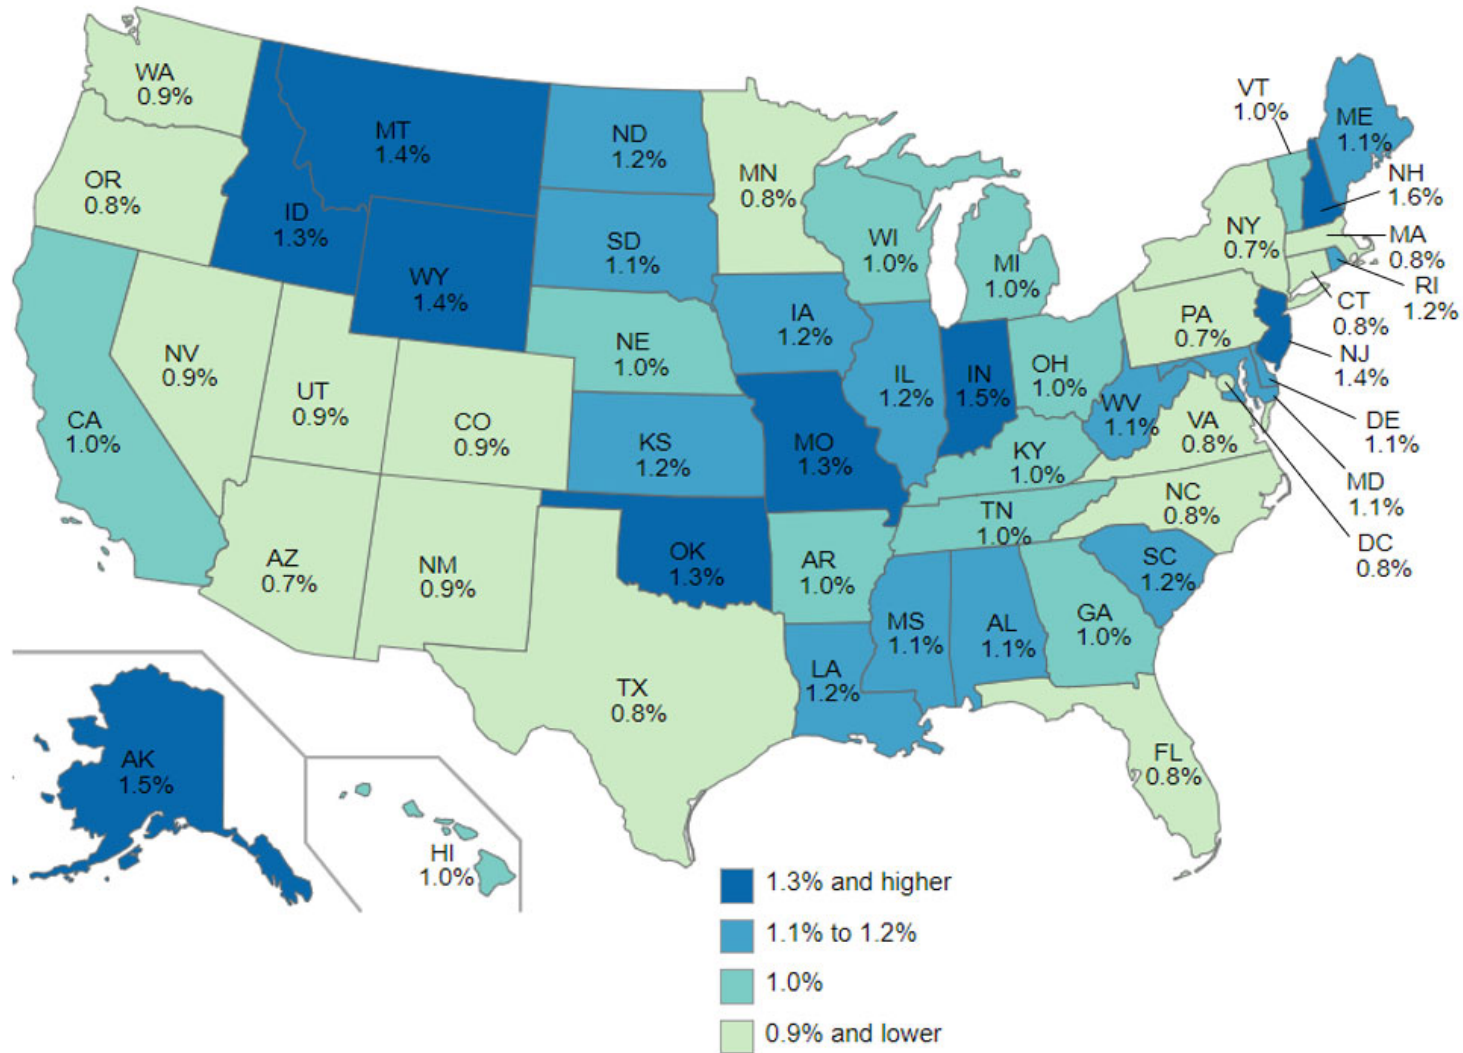 WA
0.9%
MT
1.4%
ND
1.2%
MN
0.8%
VT
1.0%
ME
1.1%
OR
0.8%
ID
1.3%
SD
1.1%
WI
1.0%
MI
1.0%
NY
0.7%
NH
1.6%
MA
0.8%
RI
1.2%
CT
0.8%
WY
1.4%
IA
1.2%
PA
0.7%
NJ
1.4%
NV
0.9%
UT
0.9%
CO
0.9%
NE
1.0%
IL
1.2%
IN
1.5%
OH
1.0%
WV
1.1%
VA
0.8%
DE
1.1%
MD
1.1%
DC
0.8%
CA
1.0%
KS
1.2%
MO
1.3%
KY
1.0%
NC
0.8%
TN
1.0%
SC
1.2%
AZ
0.7%
NM
0.9%
OK
1.3%
AR
1.0%
MS
1.1%
AL
1.1%
GA
1.0%
TX
0.8%
LA
1.2%
FL
0.8%
AK
1.5%
HI
1.0%
1.3% and higher
1.1% to 1.2%
1.0%
0.9% and lower